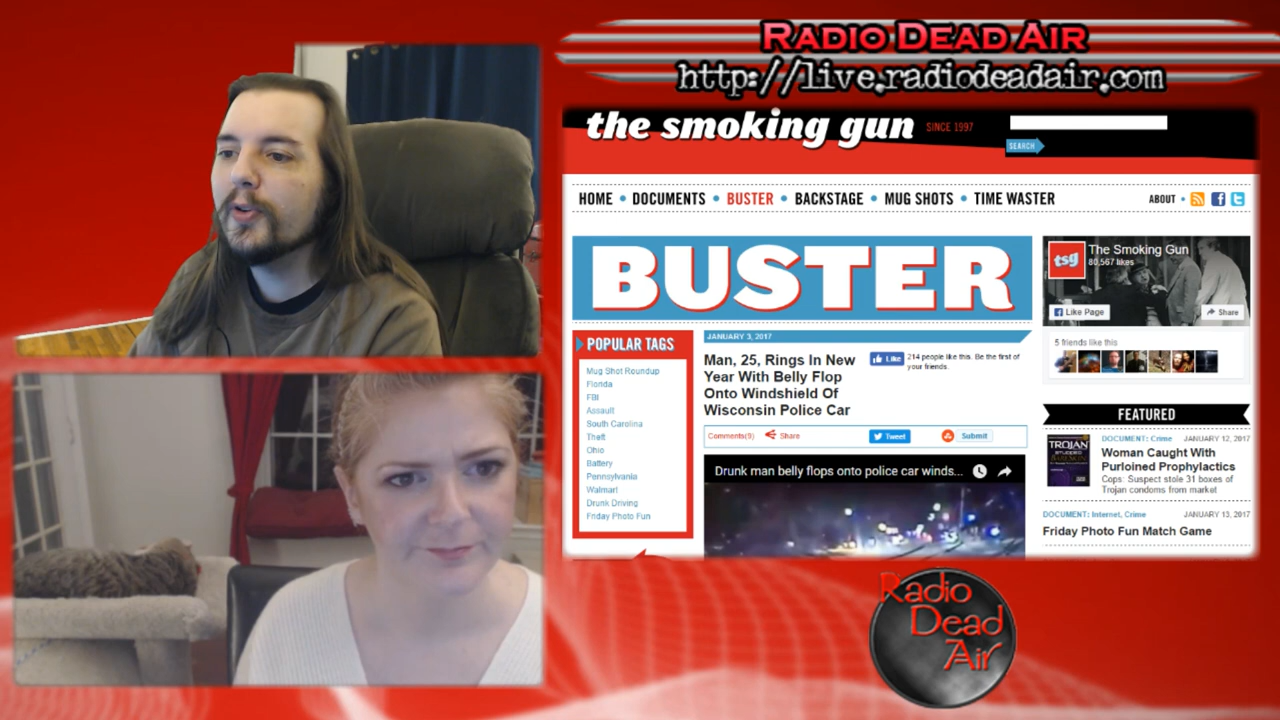 RADIO DEAD AIR
http://live.radiodeadair.com
the smoking gun SINCE 1997
SEARCH
HOME • DOCUMENTS • BUSTER • BACKSTAGE • MUG SHOTS • TIME WASTER
ABOUT •
BUSTER
tsg
The Smoking Gun
80,567 likes
Like Page
Share
5 friends like this
POPULAR TAGS
Mug Shot Roundup
Florida
FBI
Assault
South Carolina
Theft
Ohio
Battery
Pennsylvania
Walmart
Drunk Driving
Friday Photo Fun
JANUARY 3, 2017
Man, 25, Rings In New
Year With Belly Flop
Onto Windshield Of
Wisconsin Police Car
Like
214 people like this. Be the first of
your friends.
Comments(0)
Share
Tweet
Submit
Drunk man belly flops onto police car winds...
FEATURED
TROJAN
DOCUMENT: Crime JANUARY 12, 2017
Woman Caught With
Purloined Prophylactics
Cops: Suspect stole 31 boxes of
Trojan condoms from market
DOCUMENT: Internet, Crime JANUARY 13, 2017
Friday Photo Fun Match Game
Radio
Dead
Air